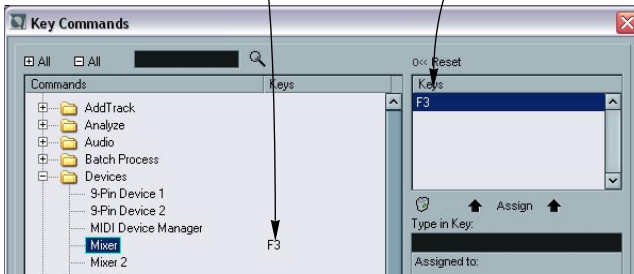 Key Commands
All
All
0<< Reset
Commands
Keys
Keys
AddTrack
F3
Analyze
Audio
Batch Process
Devices
9-Pin Device 1
9-Pin Device 2
Assign
MIDI Device Manager
Type in Key:
Mixer
F3
Mixer 2
Assigned to: